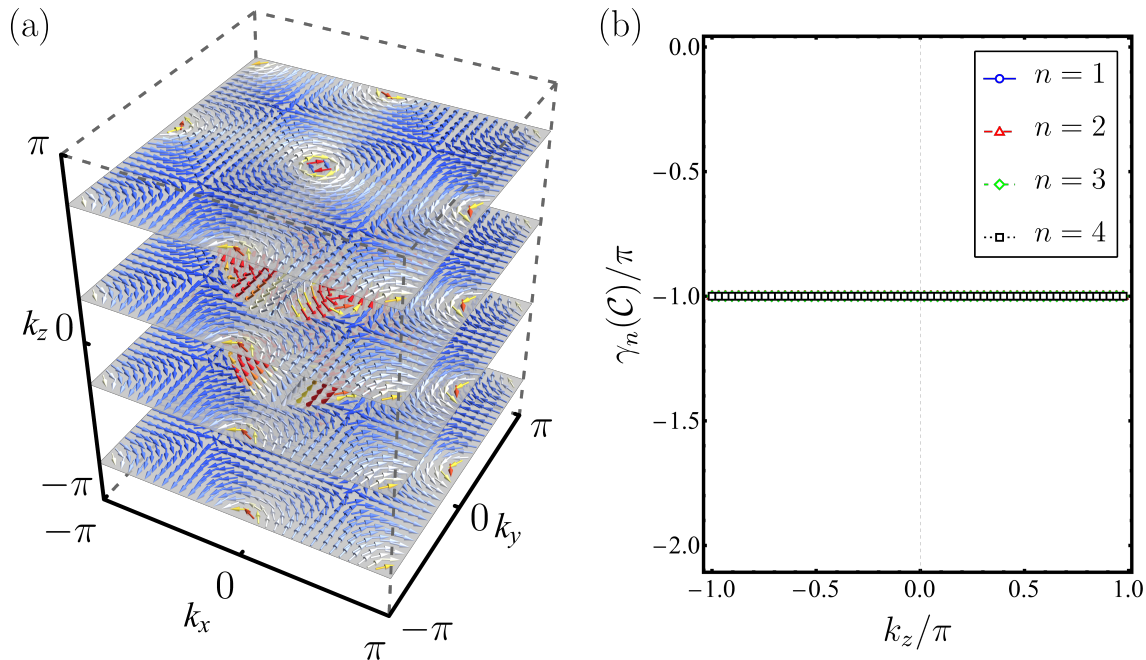 (a)
π
k_z 0
−π
−π
0
k_x
π
−π
0 k_y
π
(b)
0.0
−0.5
−1.0
−1.5
−2.0
γ_n(𝒞)/π
n = 1
n = 2
n = 3
n = 4
−1.0 −0.5 0.0 0.5 1.0
k_z/π